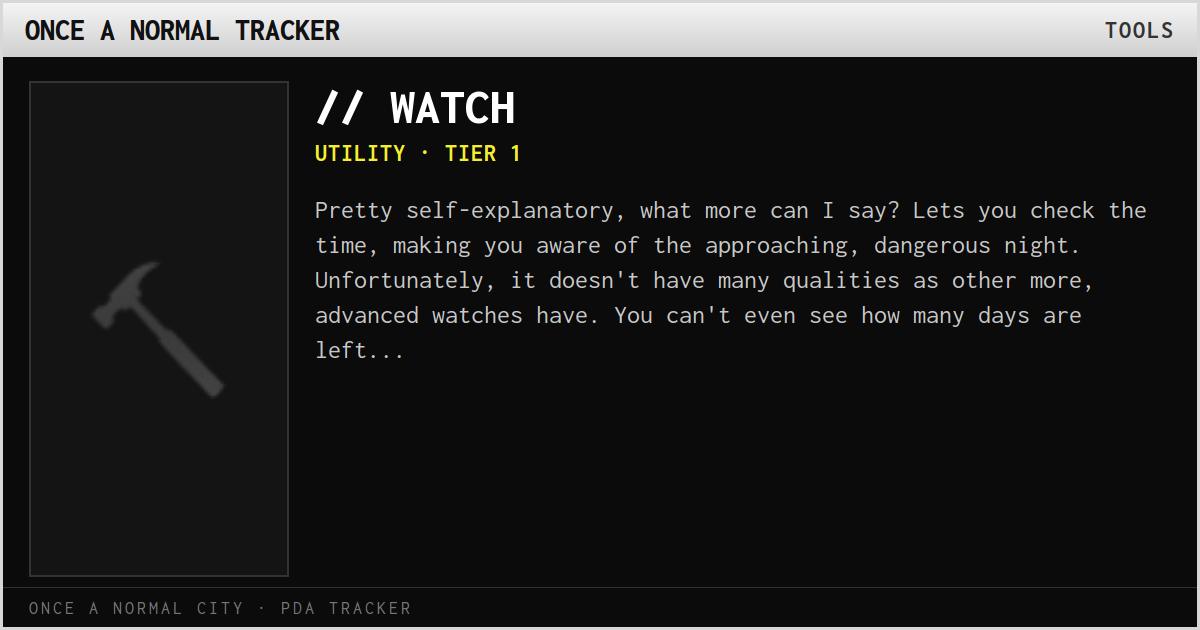 ONCE A NORMAL TRACKER
TOOLS
// WATCH
UTILITY · TIER 1
Pretty self-explanatory, what more can I say? Lets you check the
time, making you aware of the approaching, dangerous night.
Unfortunately, it doesn't have many qualities as other more,
advanced watches have. You can't even see how many days are
left...
ONCE A NORMAL CITY · PDA TRACKER